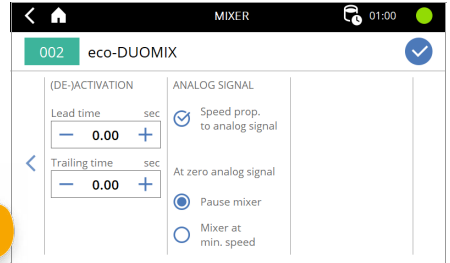 MIXER
01:00
002 eco-DUOMIX
(DE-)ACTIVATION
Lead time sec
− 0.00 +
Trailing time sec
− 0.00 +
ANALOG SIGNAL
Speed prop.
to analog signal
At zero analog signal
Pause mixer
Mixer at
min. speed